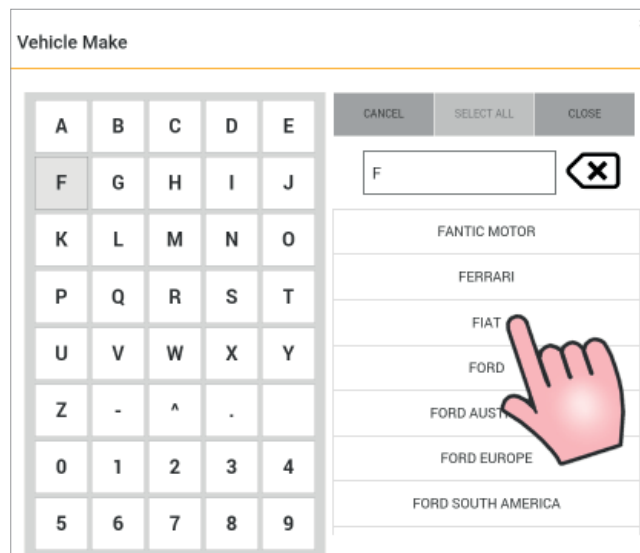 Vehicle Make
A B C D E
F G H I J
K L M N O
P Q R S T
U V W X Y
Z - ^ .
0 1 2 3 4
5 6 7 8 9
CANCEL SELECT ALL CLOSE
F
FANTIC MOTOR
FERRARI
FIAT
FORD
FORD
FORD EUROPE
FORD SOUTH AMERICA